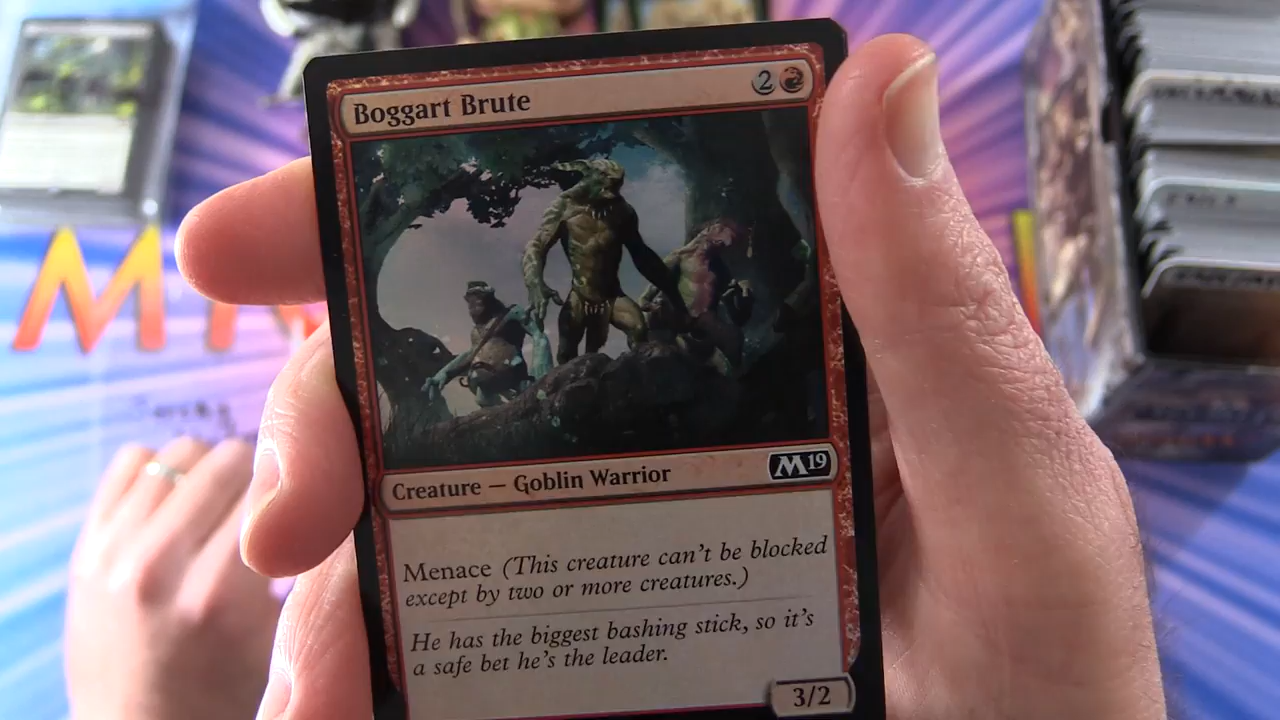 Boggart Brute
2
Creature — Goblin Warrior
M19
Menace (This creature can't be blocked
except by two or more creatures.)
He has the biggest bashing stick, so it's
a safe bet he's the leader.
3/2